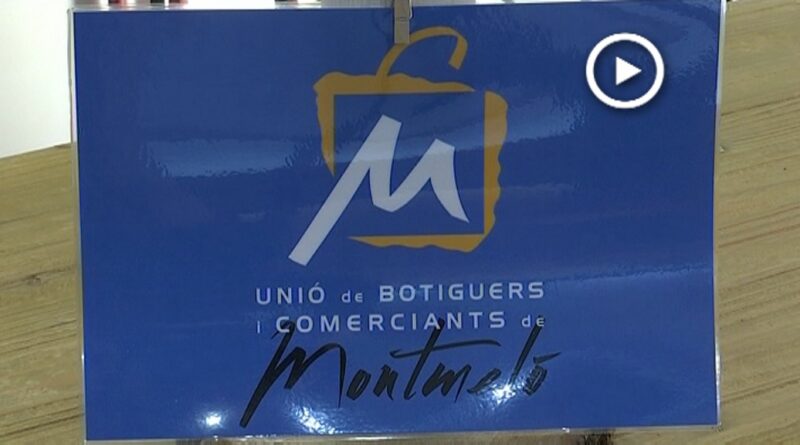 M
UNIÓ de BOTIGUERS
i COMERCIANTS de
Montmeló